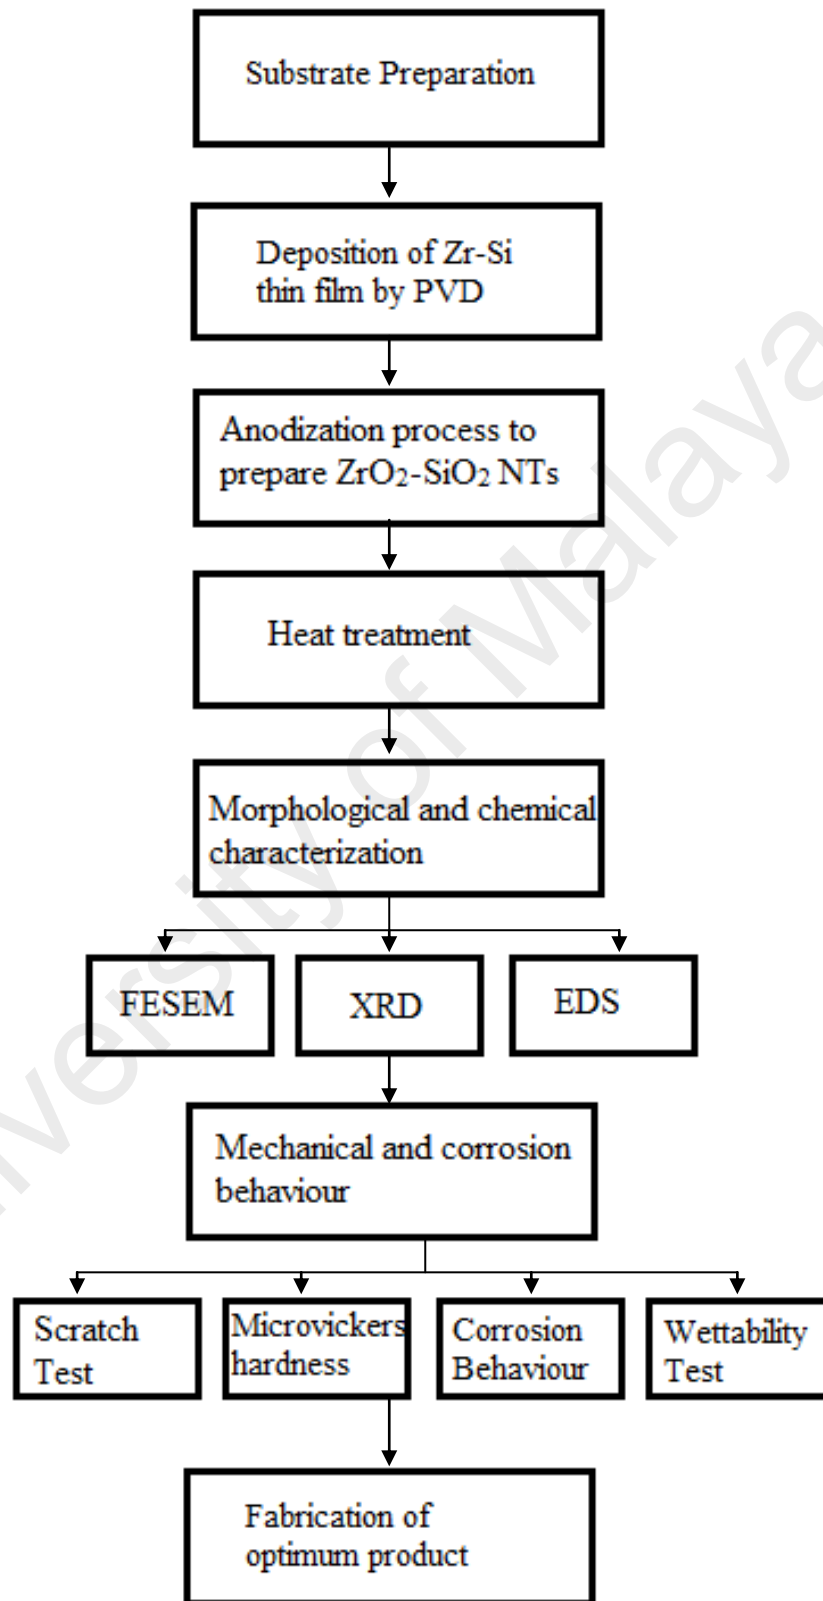 Substrate Preparation
Deposition of Zr-Si
thin film by PVD
Anodization process to
prepare ZrO₂-SiO₂ NTs
Heat treatment
Morphological and chemical
characterization
FESEM
XRD
EDS
Mechanical and corrosion
behaviour
Scratch
Test
Microvickers
hardness
Corrosion
Behaviour
Wettability
Test
Fabrication of
optimum product
of Malaya